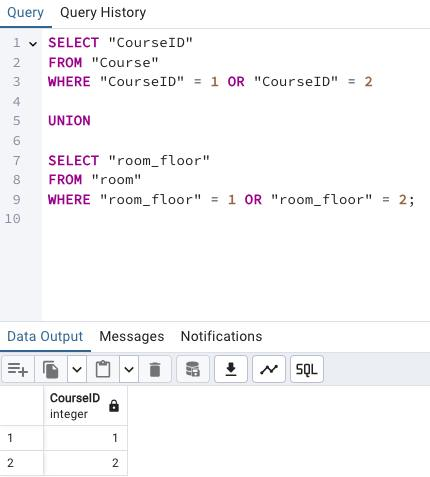 Query Query History
1 SELECT "CourseID"
2 FROM "Course"
3 WHERE "CourseID" = 1 OR "CourseID" = 2
4
5 UNION
6
7 SELECT "room_floor"
8 FROM "room"
9 WHERE "room_floor" = 1 OR "room_floor" = 2;
10
Data Output Messages Notifications
SQL
CourseID
integer
1 1
2 2